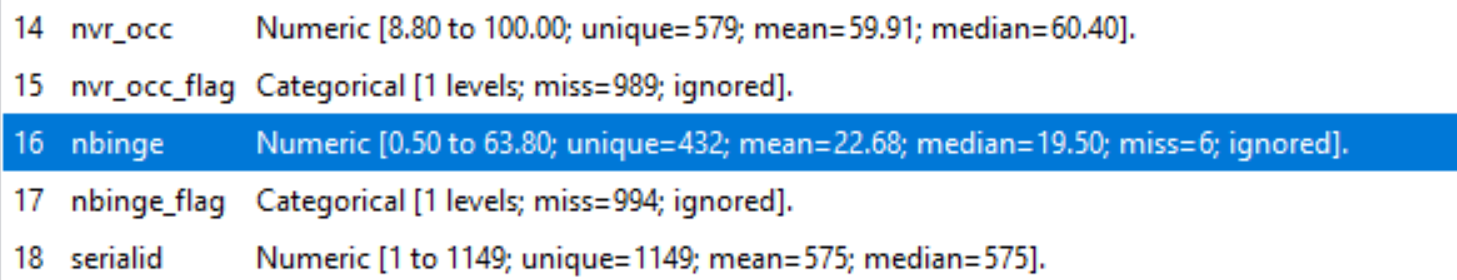 14 nvr_occ Numeric [8.80 to 100.00; unique=579; mean=59.91; median=60.40].
15 nvr_occ_flag Categorical [1 levels; miss=989; ignored].
16 nbinge Numeric [0.50 to 63.80; unique=432; mean=22.68; median=19.50; miss=6; ignored].
17 nbinge_flag Categorical [1 levels; miss=994; ignored].
18 serialid Numeric [1 to 1149; unique=1149; mean=575; median=575].